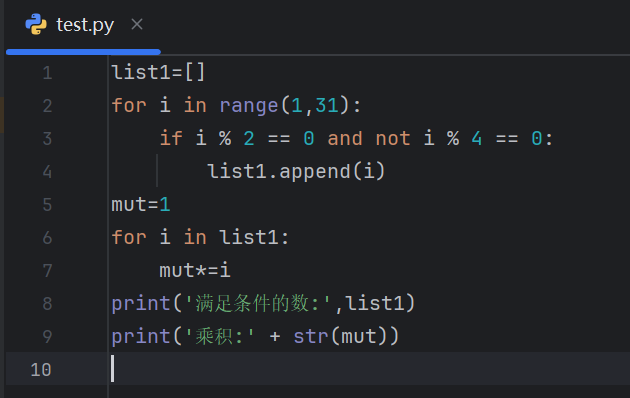 test.py
1 list1=[]
2 for i in range(1,31):
3     if i % 2 == 0 and not i % 4 == 0:
4         list1.append(i)
5 mut=1
6 for i in list1:
7     mut*=i
8 print('满足条件的数:',list1)
9 print('乘积:' + str(mut))
10